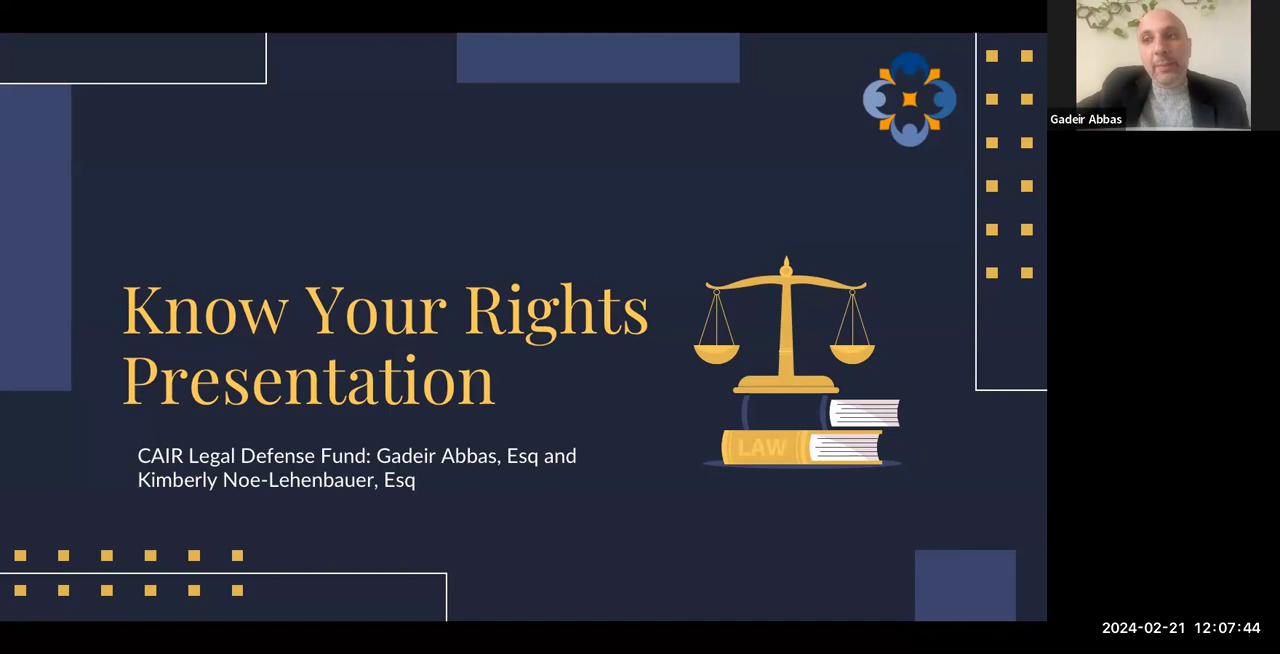 Gadeir Abbas
Know Your Rights
Presentation
LAW
CAIR Legal Defense Fund: Gadeir Abbas, Esq and
Kimberly Noe-Lehenbauer, Esq
2024-02-21 12:07:44